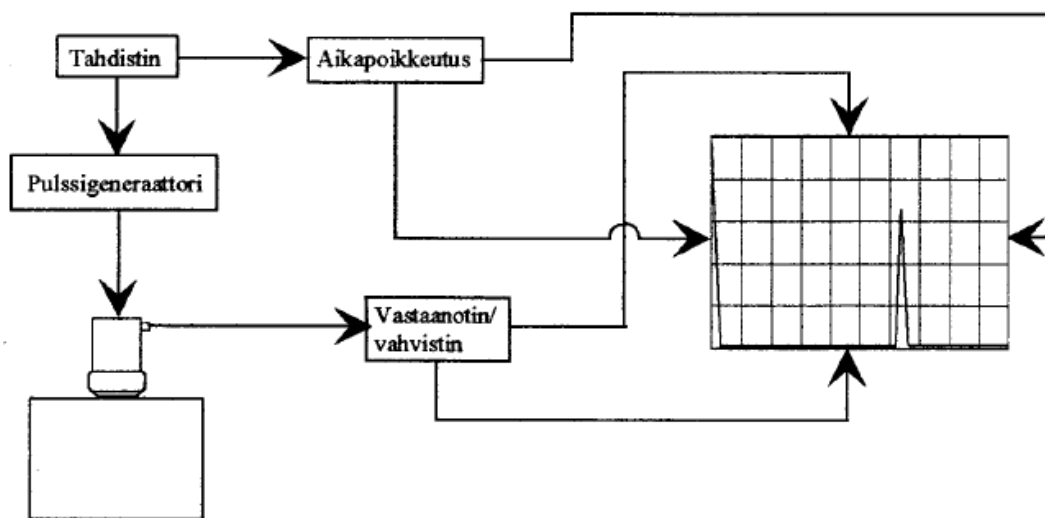 Tahdistin
Aikapoikkeutus
Pulssigeneraattori
Vastaanotin/
vahvistin